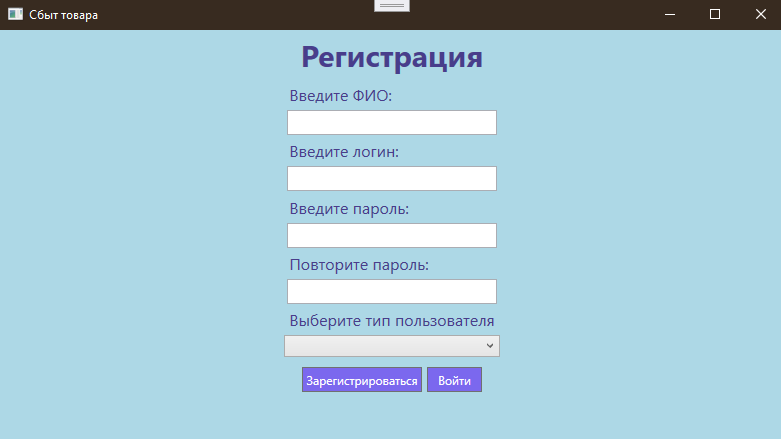 Сбыт товара
Регистрация
Введите ФИО:
Введите логин:
Введите пароль:
Повторите пароль:
Выберите тип пользователя
Зарегистрироваться Войти